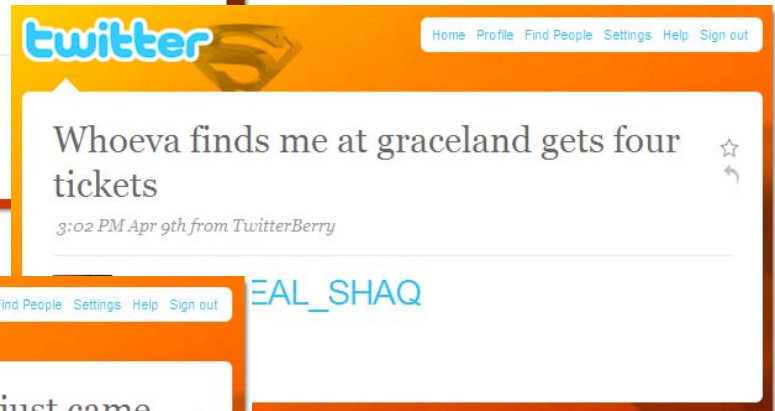 twitter
Home Profile Find People Settings Help Sign out
Whoeva finds me at graceland gets four
tickets
3:02 PM Apr 9th from TwitterBerry
EAL_SHAQ
Find People Settings Help Sign out
just came